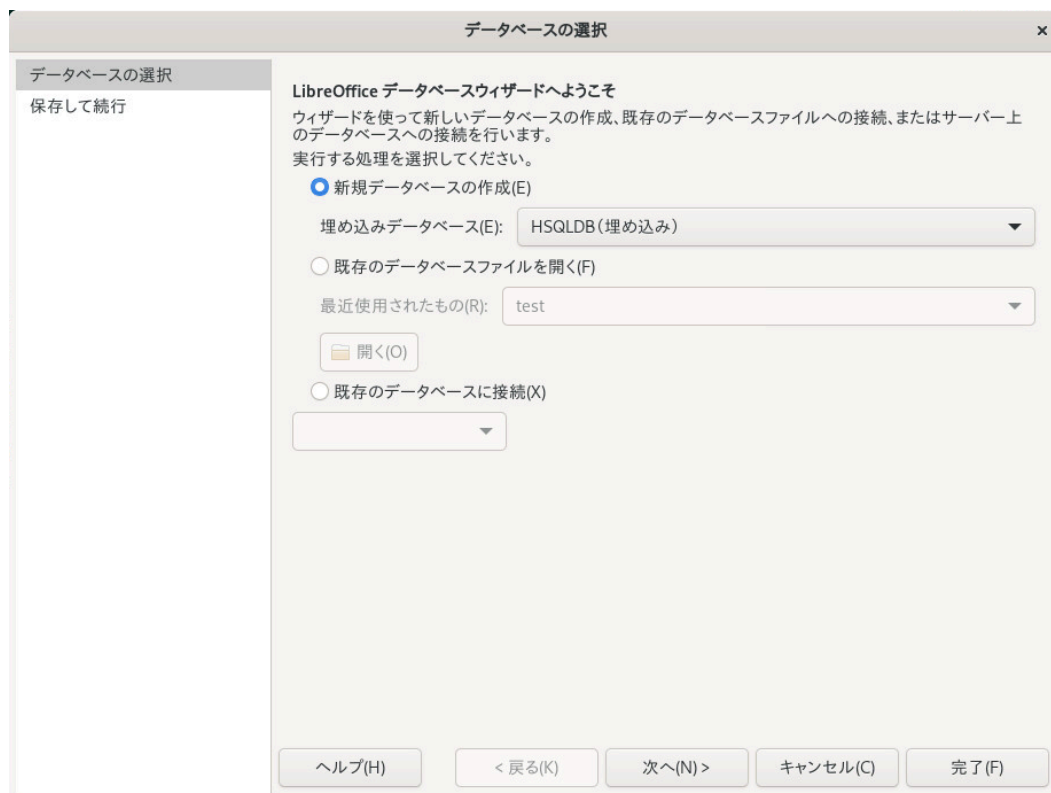 データベースの選択
×
データベースの選択
保存して続行
LibreOffice データベースウィザードへようこそ
ウィザードを使って新しいデータベースの作成、既存のデータベースファイルへの接続、またはサーバー上
のデータベースへの接続を行います。
実行する処理を選択してください。
新規データベースの作成(E)
埋め込みデータベース(E): HSQLDB(埋め込み)
既存のデータベースファイルを開く(F)
最近使用されたもの(R): test
開く(O)
既存のデータベースに接続(X)
ヘルプ(H) < 戻る(K) 次へ(N) > キャンセル(C) 完了(F)